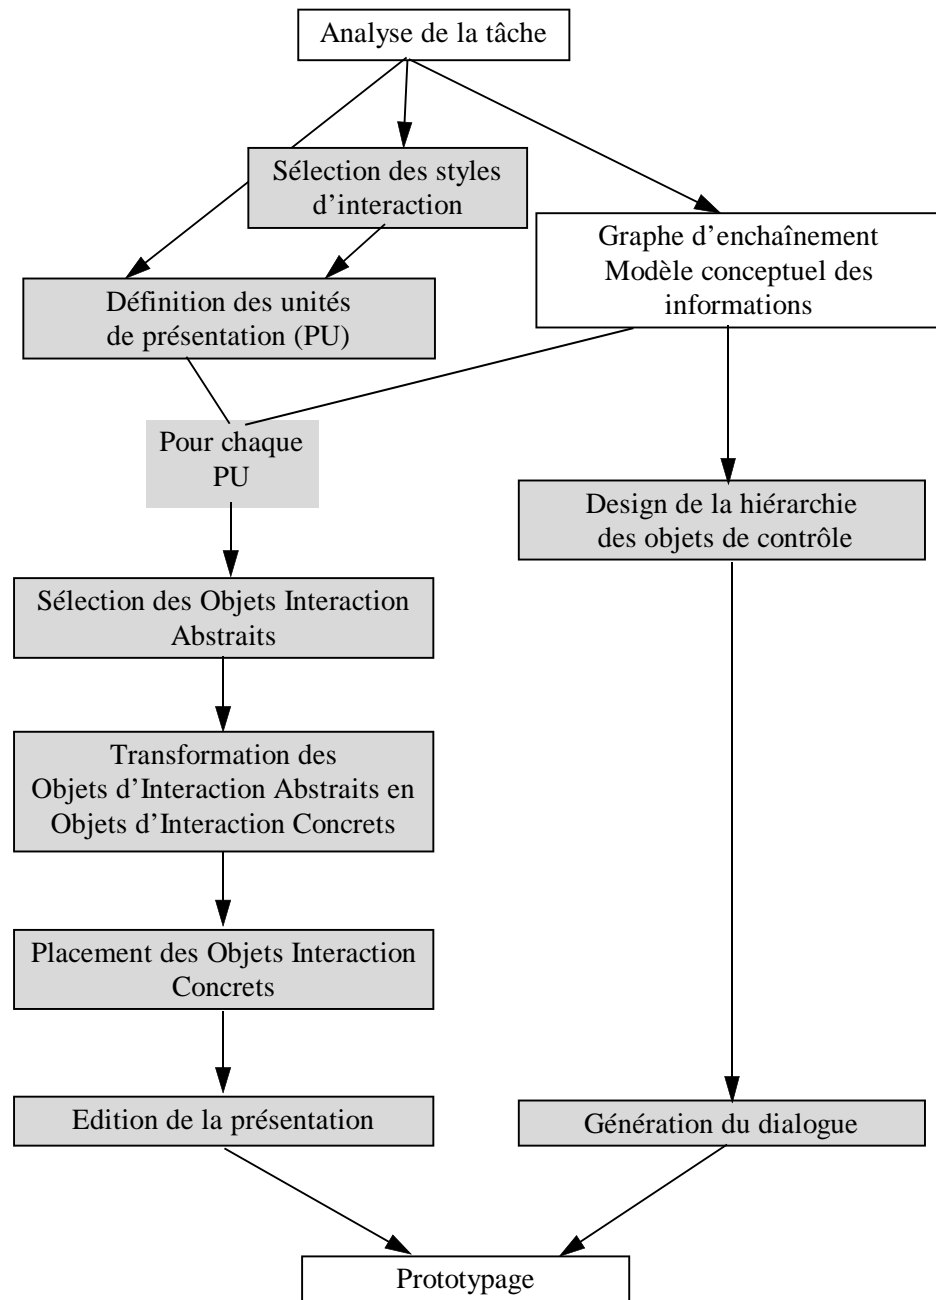 Analyse de la tâche
Sélection des styles
d’interaction
Graphe d’enchaînement
Modèle conceptuel des
informations
Définition des unités
de présentation (PU)
Pour chaque
PU
Design de la hiérarchie
des objets de contrôle
Sélection des Objets Interaction
Abstraits
Transformation des
Objets d’Interaction Abstraits en
Objets d’Interaction Concrets
Placement des Objets Interaction
Concrets
Edition de la présentation
Génération du dialogue
Prototypage